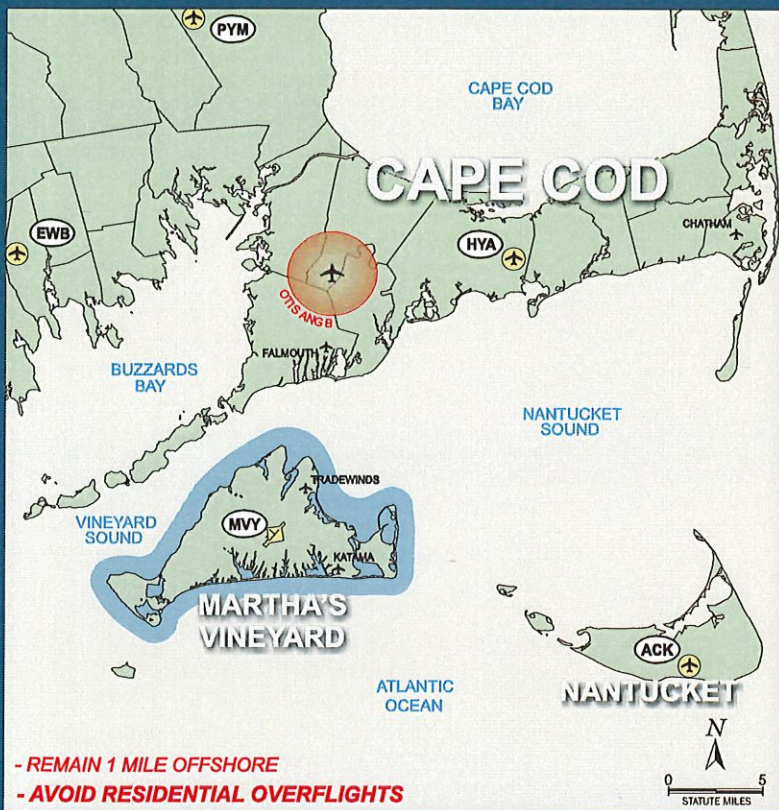 PYM
CAPE COD
BAY
CAPE COD
EWB
HYA
CHATHAM
OTIS ANGB
FALMOUTH
BUZZARDS
BAY
NANTUCKET
SOUND
TRADEWINDS
VINEYARD
SOUND
MVY
KATAMA
MARTHA'S
VINEYARD
ACK
NANTUCKET
ATLANTIC
OCEAN
N
- REMAIN 1 MILE OFFSHORE
- AVOID RESIDENTIAL OVERFLIGHTS
0 5
STATUTE MILES